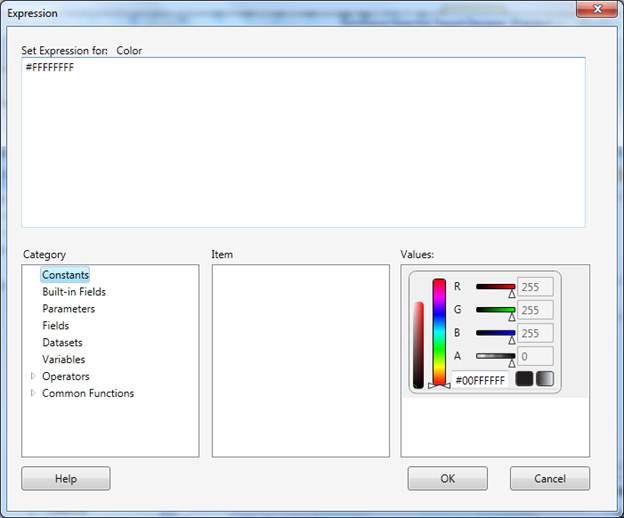 Expression
Set Expression for: Color
#FFFFFFFF
Category
Constants
Built-in Fields
Parameters
Fields
Datasets
Variables
Operators
Common Functions
Item
Values:
R 255
G 255
B 255
A 0
#00FFFFFF
Help
OK
Cancel